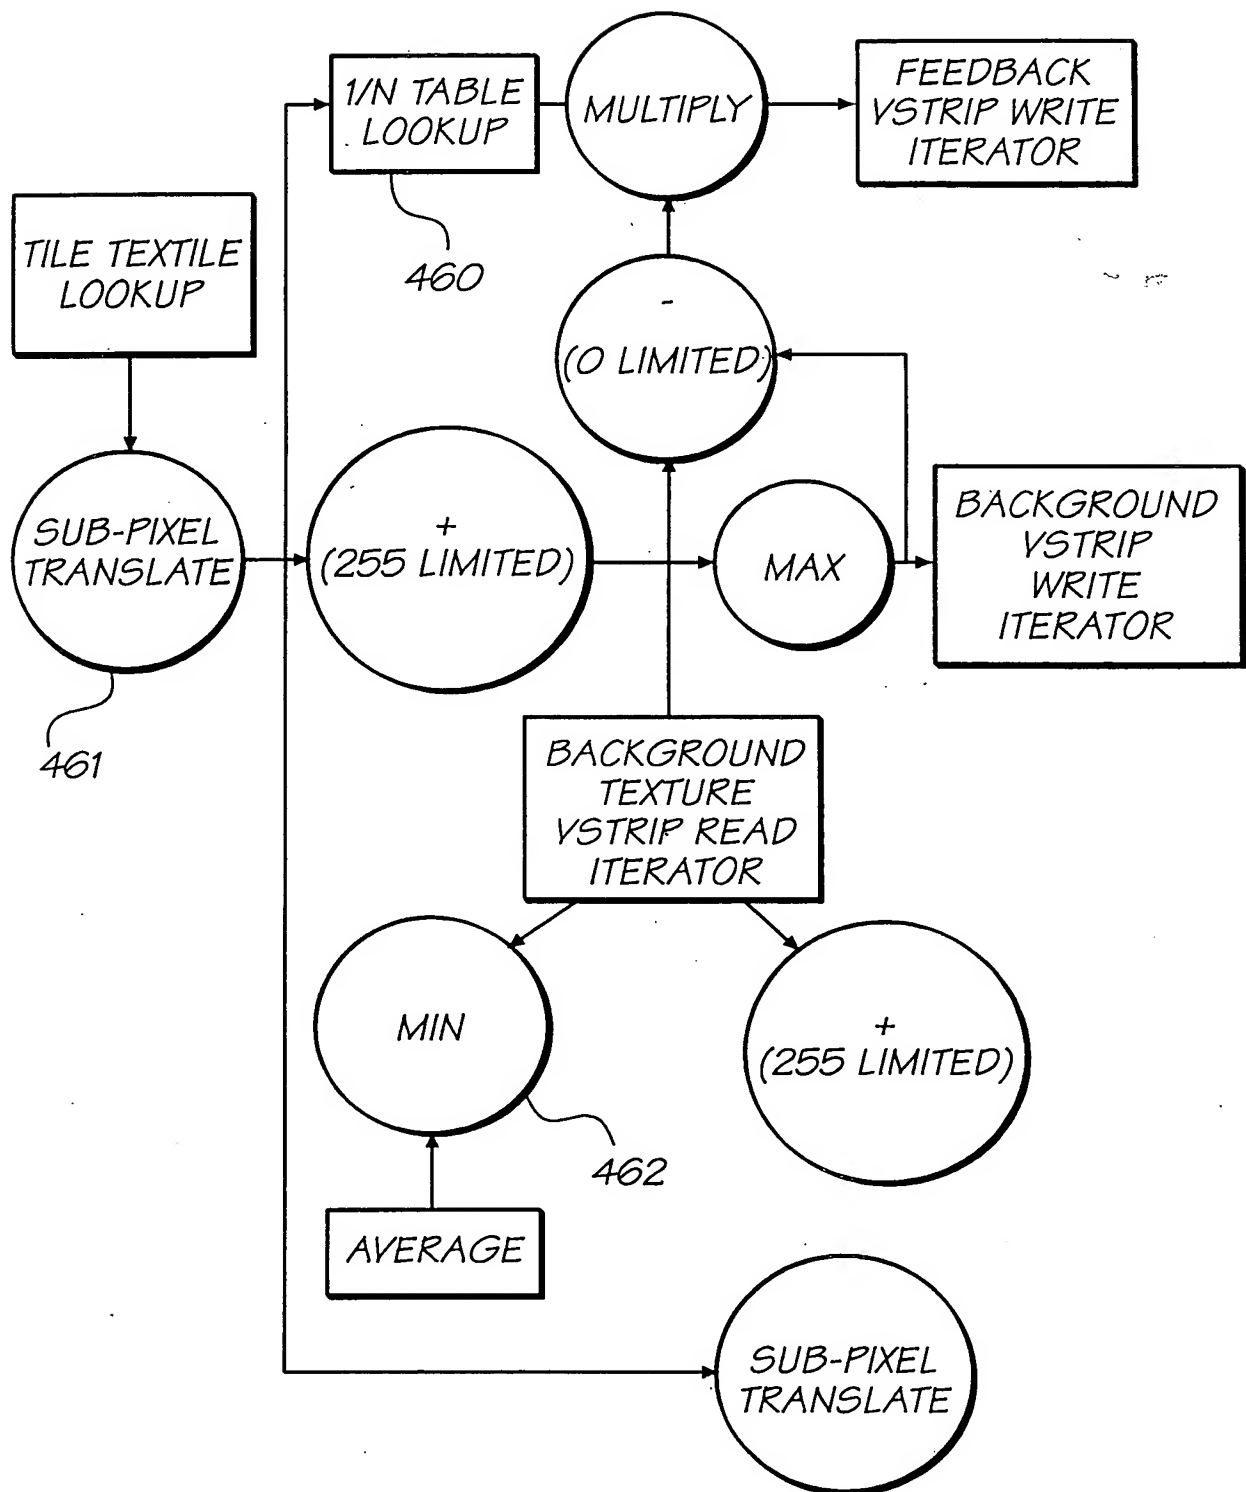 1/N TABLE
LOOKUP
MULTIPLY
FEEDBACK
VSTRIP WRITE
ITERATOR
460
TILE TEXTILE
LOOKUP
-
(0 LIMITED)
SUB-PIXEL
TRANSLATE
461
+
(255 LIMITED)
MAX
BACKGROUND
VSTRIP
WRITE
ITERATOR
BACKGROUND
TEXTURE
VSTRIP READ
ITERATOR
MIN
462
+
(255 LIMITED)
AVERAGE
SUB-PIXEL
TRANSLATE